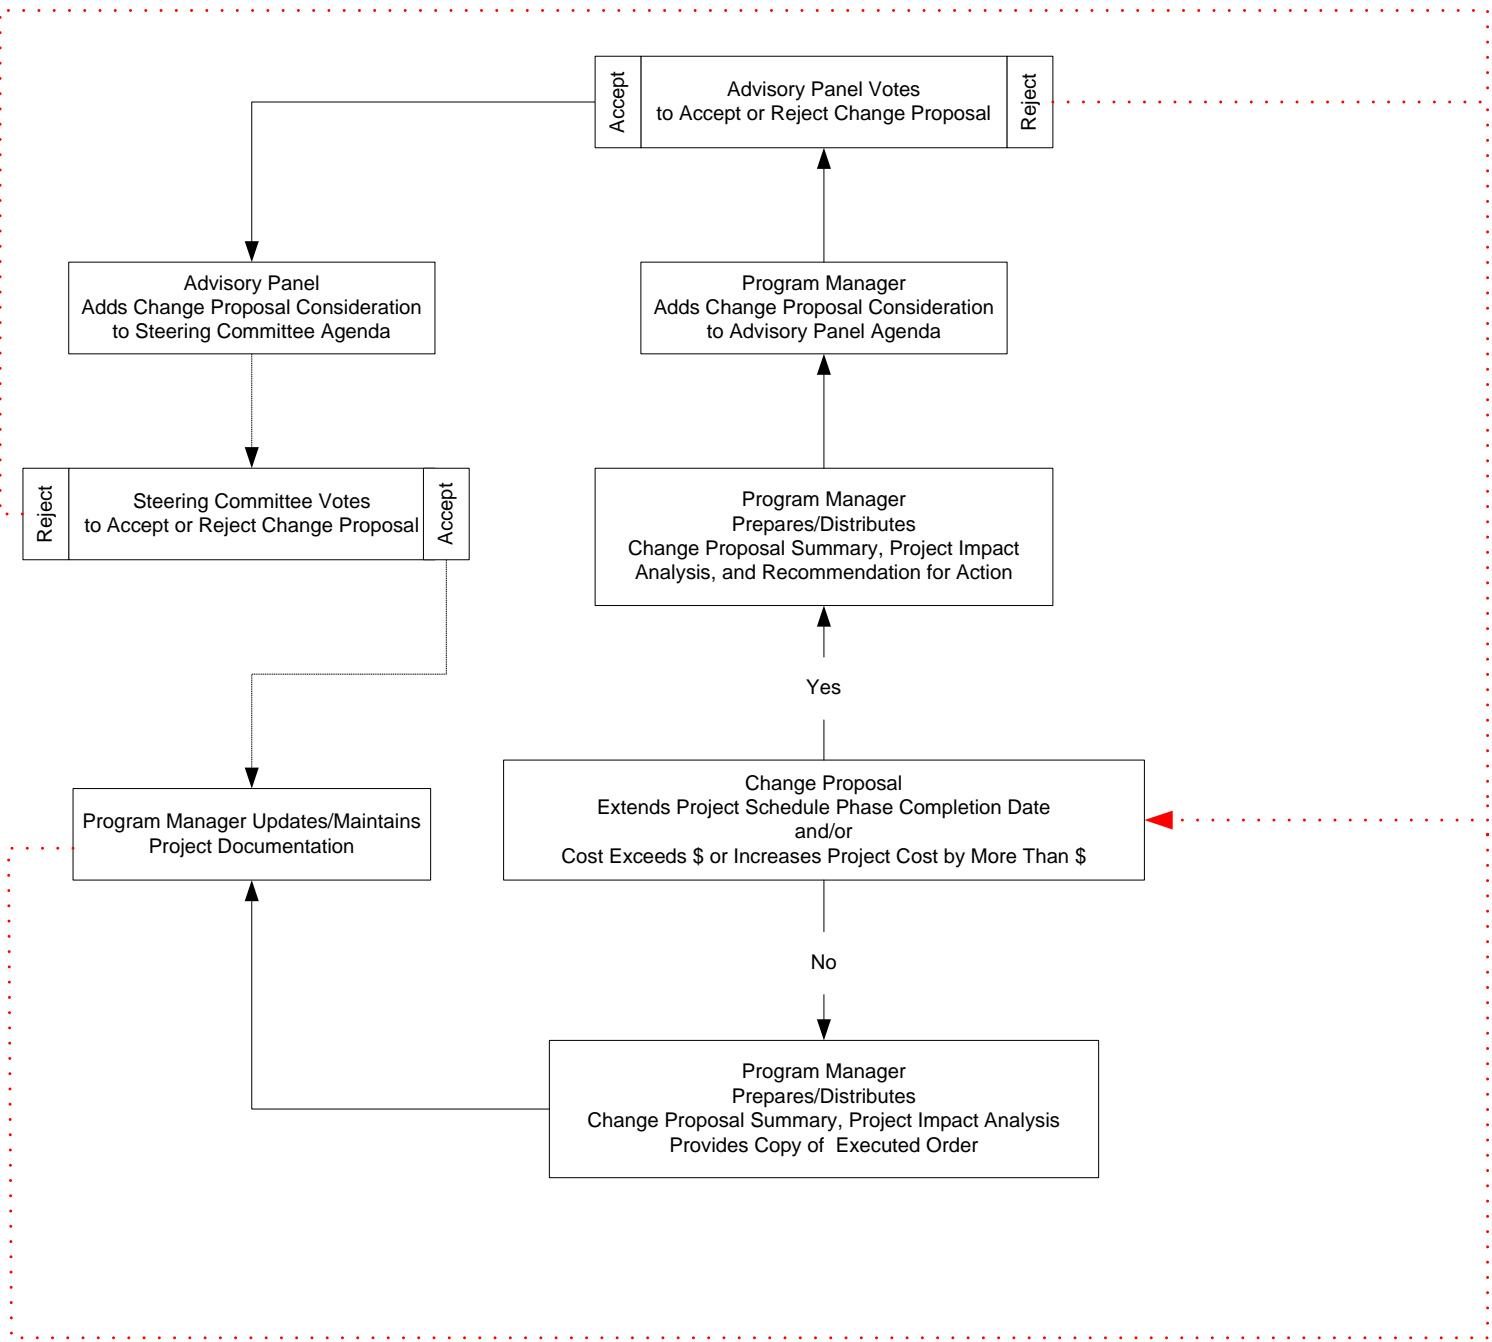 Accept
Advisory Panel Votes
to Accept or Reject Change Proposal
Reject
Advisory Panel
Adds Change Proposal Consideration
to Steering Committee Agenda
Program Manager
Adds Change Proposal Consideration
to Advisory Panel Agenda
Reject
Steering Committee Votes
to Accept or Reject Change Proposal
Accept
Program Manager
Prepares/Distributes
Change Proposal Summary, Project Impact
Analysis, and Recommendation for Action
Yes
Change Proposal
Extends Project Schedule Phase Completion Date
and/or
Cost Exceeds $ or Increases Project Cost by More Than $
Program Manager Updates/Maintains
Project Documentation
No
Program Manager
Prepares/Distributes
Change Proposal Summary, Project Impact Analysis
Provides Copy of  Executed Order